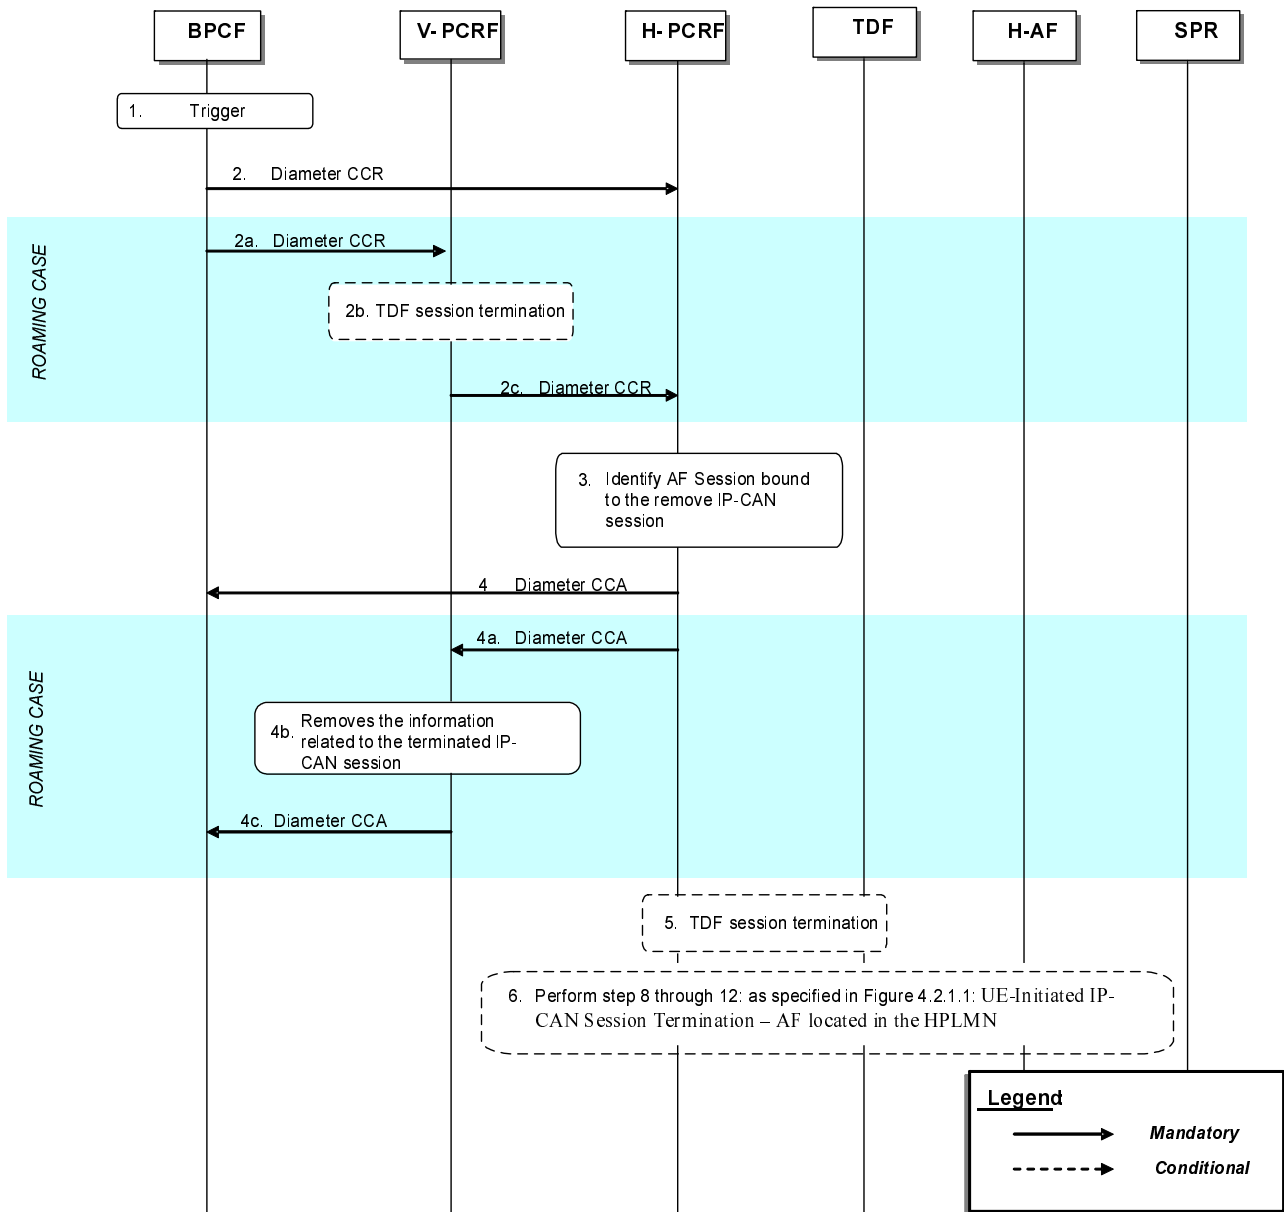 BPCF
V- PCRF
H- PCRF
TDF
H-AF
SPR
1. Trigger
2. Diameter CCR
ROAMING CASE
2a. Diameter CCR
2b. TDF session termination
2c. Diameter CCR
3. Identify AF Session bound
to the remove IP-CAN
session
4 Diameter CCA
ROAMING CASE
4a. Diameter CCA
4b. Removes the information
related to the terminated IP-
CAN session
4c. Diameter CCA
5. TDF session termination
6. Perform step 8 through 12: as specified in Figure 4.2.1.1: UE-Initiated IP-
CAN Session Termination – AF located in the HPLMN
Legend
Mandatory
Conditional